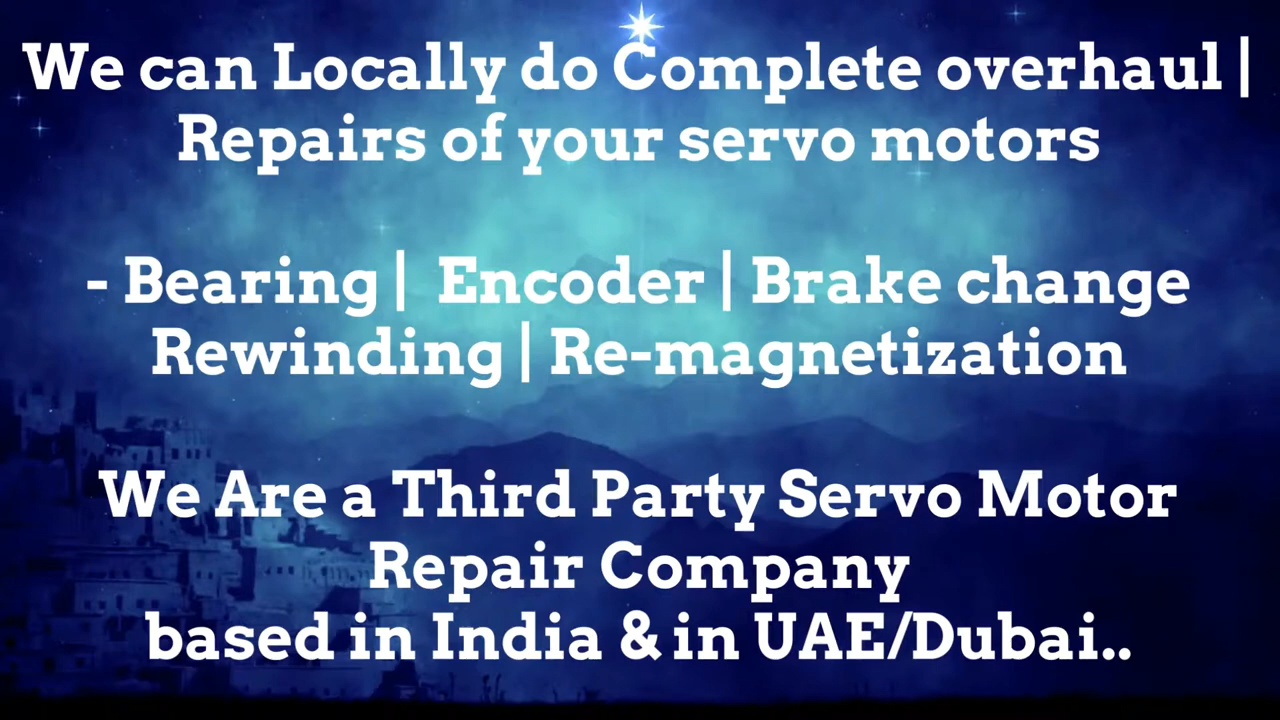 We can Locally do Complete overhaul |
Repairs of your servo motors
- Bearing | Encoder | Brake change
Rewinding | Re-magnetization
We Are a Third Party Servo Motor
Repair Company
based in India & in UAE/Dubai..